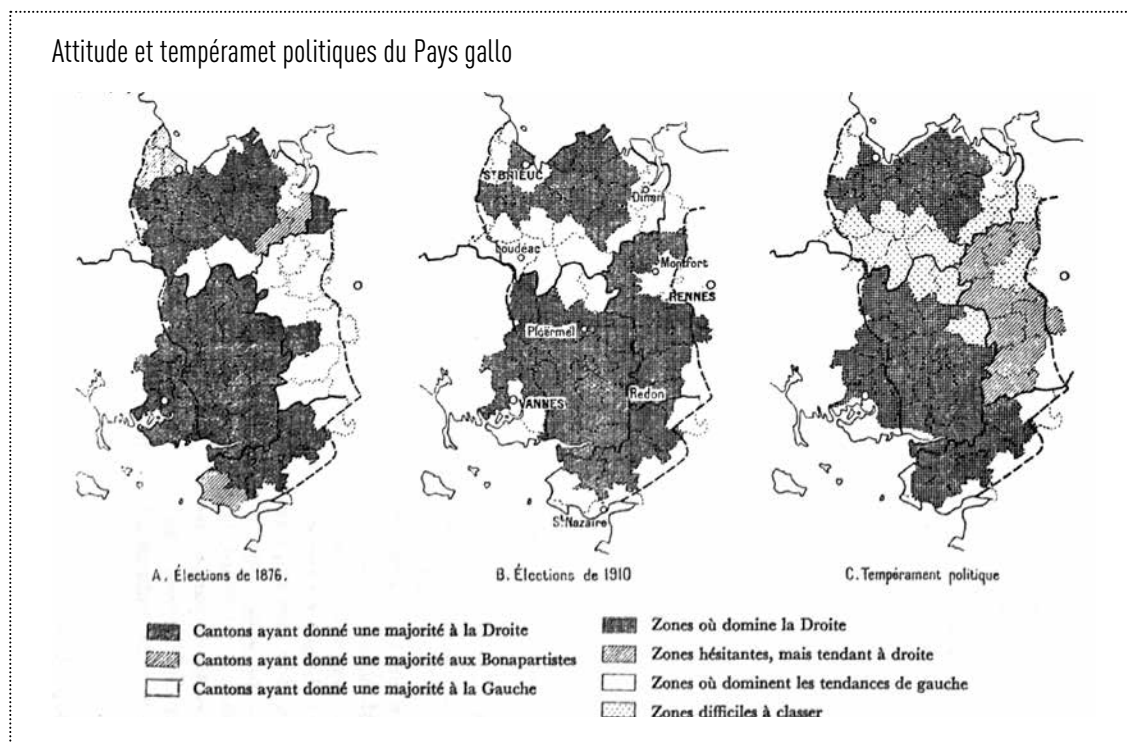 Attitude et tempéramet politiques du Pays gallo
St BRIEUC
Dinan
Loudéac
Montfort
RENNES
Ploërmel
VANNES
Redon
St Nazaire
A. Élections de 1876.
B. Élections de 1910
C. Tempérament politique
Cantons ayant donné une majorité à la Droite
Cantons ayant donné une majorité aux Bonapartistes
Cantons ayant donné une majorité à la Gauche
Zones où domine la Droite
Zones hésitantes, mais tendant à droite
Zones où dominent les tendances de gauche
Zones difficiles à classer